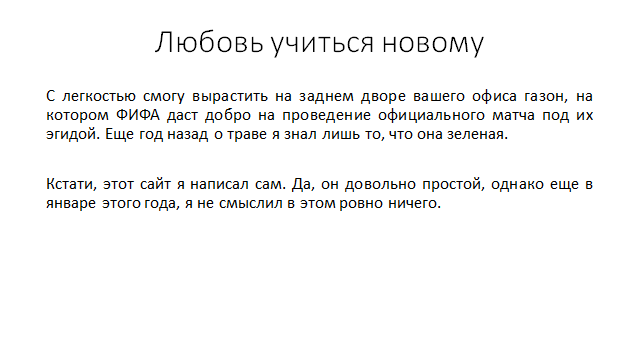 Любовь учиться новому
С легкостью смогу вырастить на заднем дворе вашего офиса газон, на
котором ФИФА даст добро на проведение официального матча под их
эгидой. Еще год назад о траве я знал лишь то, что она зеленая.
Кстати, этот сайт я написал сам. Да, он довольно простой, однако еще в
январе этого года, я не смыслил в этом ровно ничего.